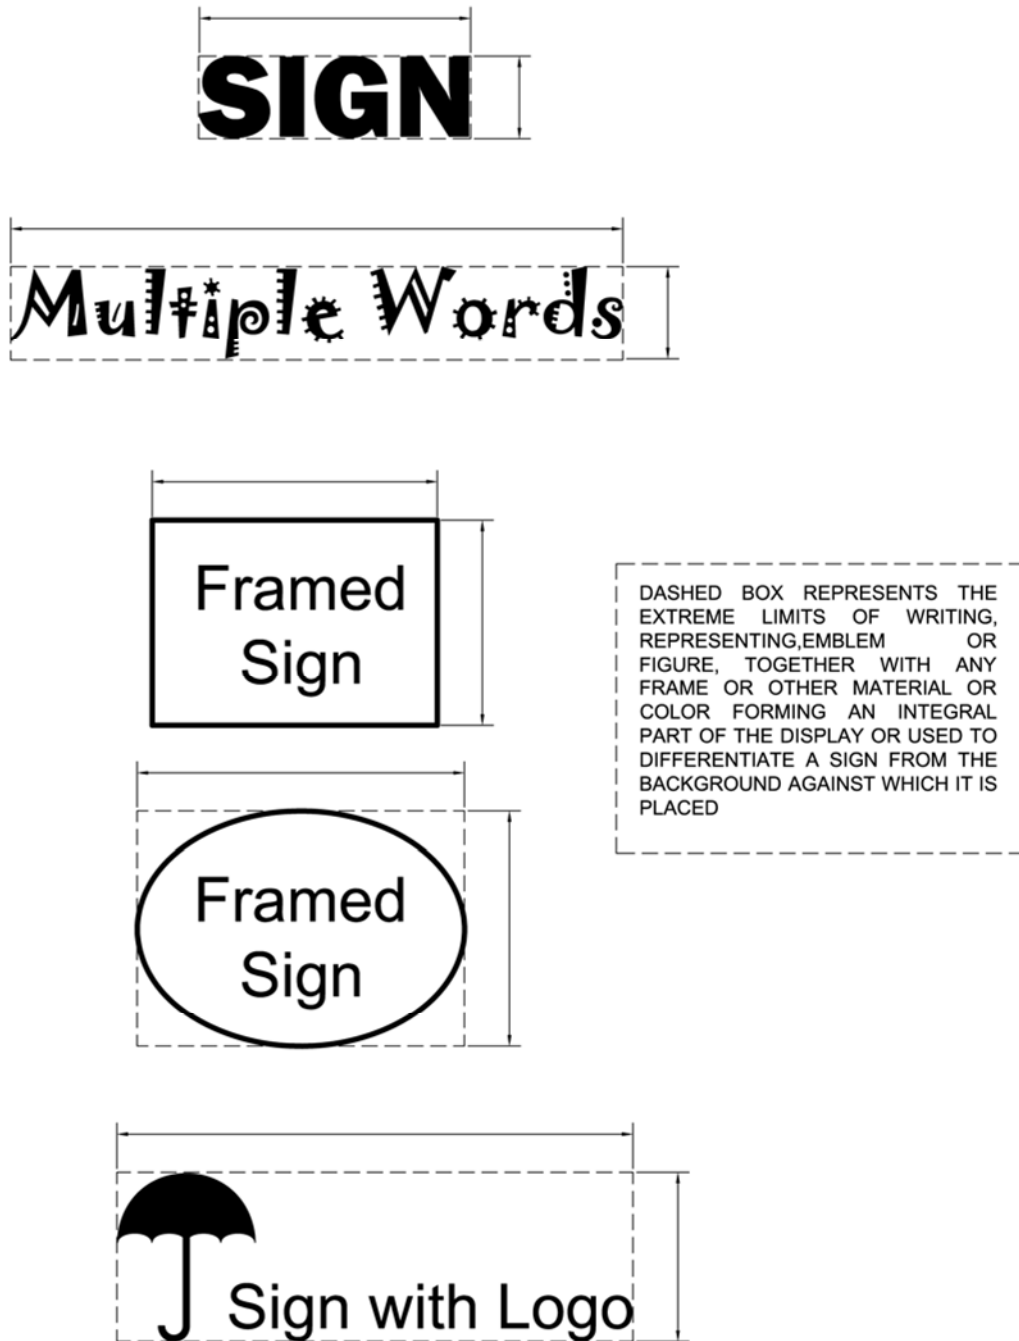 SIGN
Multiple Words
Framed
Sign
DASHED BOX REPRESENTS THE
EXTREME LIMITS OF WRITING,
REPRESENTING,EMBLEM OR
FIGURE, TOGETHER WITH ANY
FRAME OR OTHER MATERIAL OR
COLOR FORMING AN INTEGRAL
PART OF THE DISPLAY OR USED TO
DIFFERENTIATE A SIGN FROM THE
BACKGROUND AGAINST WHICH IT IS
PLACED
Framed
Sign
Sign with Logo